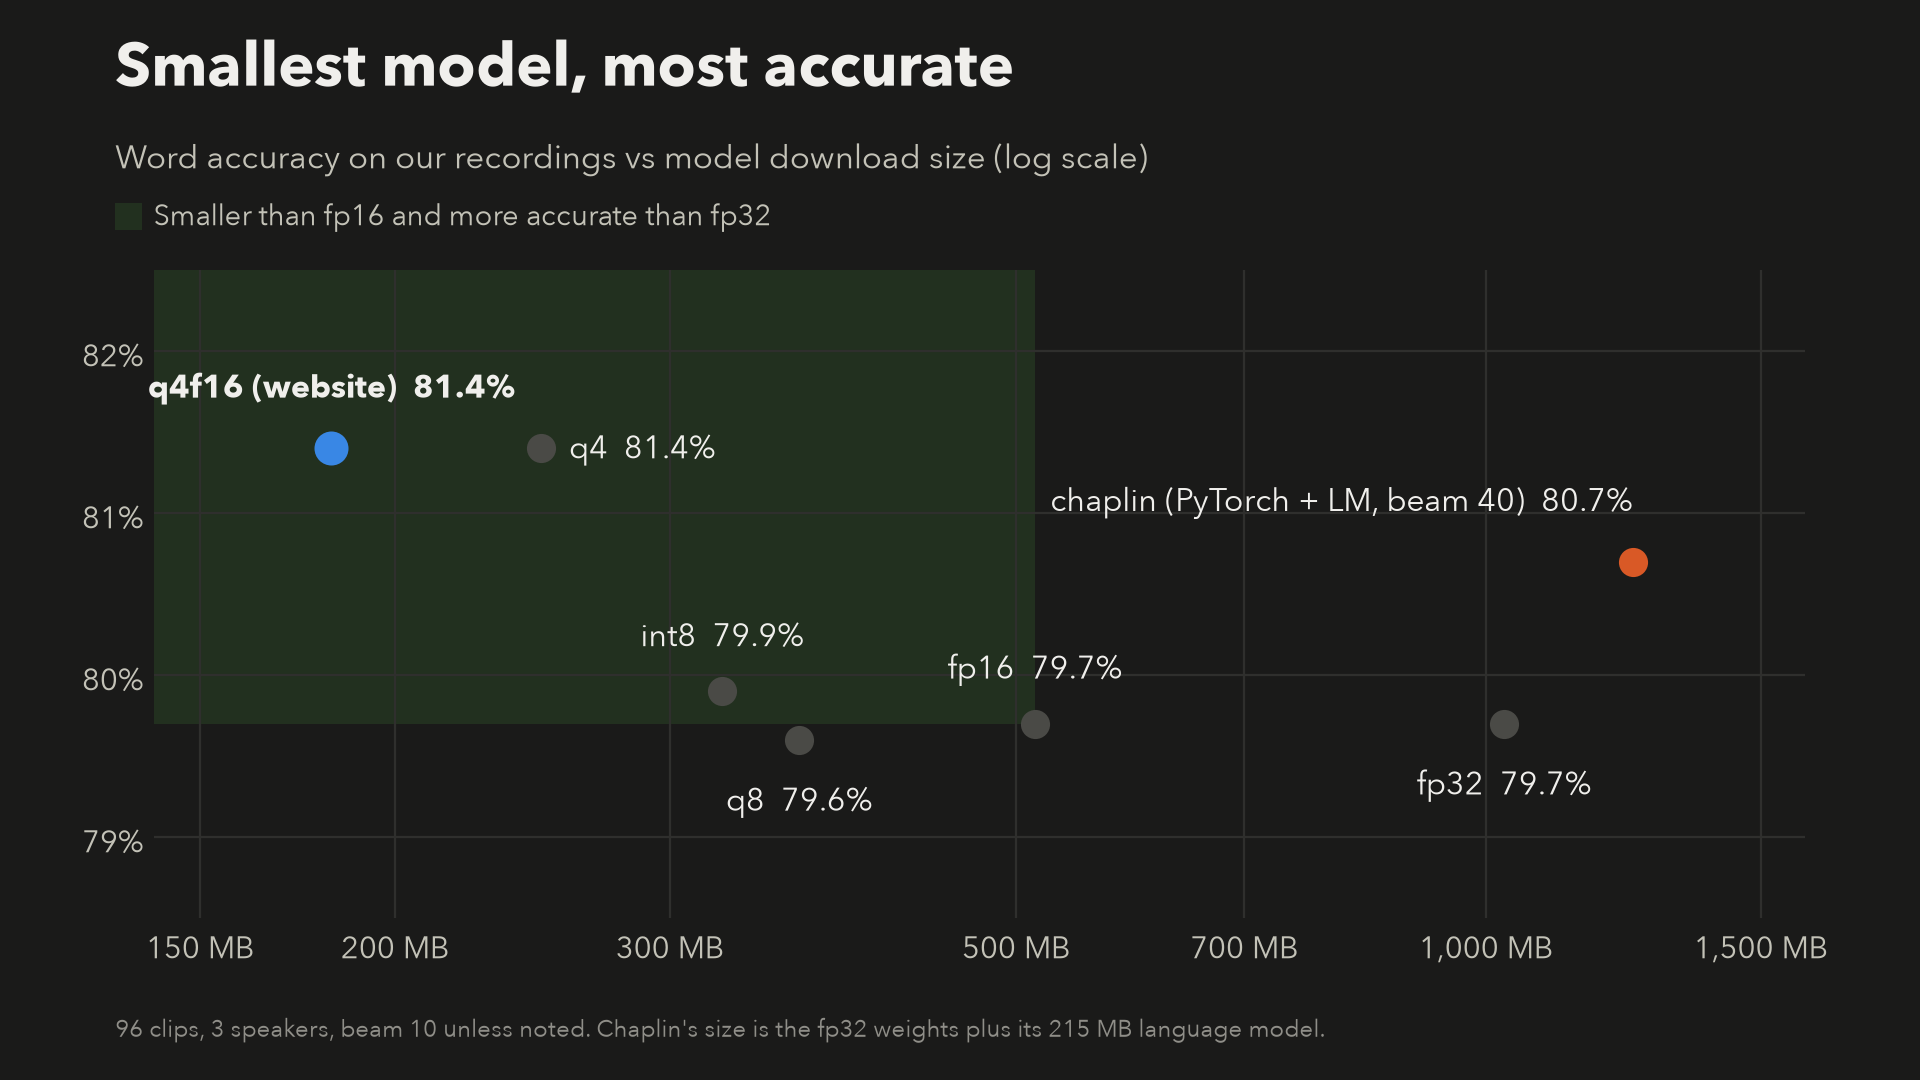 Smallest model, most accurate
Word accuracy on our recordings vs model download size (log scale)
Smaller than fp16 and more accurate than fp32
82%
q4f16 (website) 81.4%
q4 81.4%
chaplin (PyTorch + LM, beam 40) 80.7%
81%
int8 79.9%
fp16 79.7%
80%
fp32 79.7%
q8 79.6%
79%
150 MB 200 MB 300 MB 500 MB 700 MB 1,000 MB 1,500 MB
96 clips, 3 speakers, beam 10 unless noted. Chaplin's size is the fp32 weights plus its 215 MB language model.